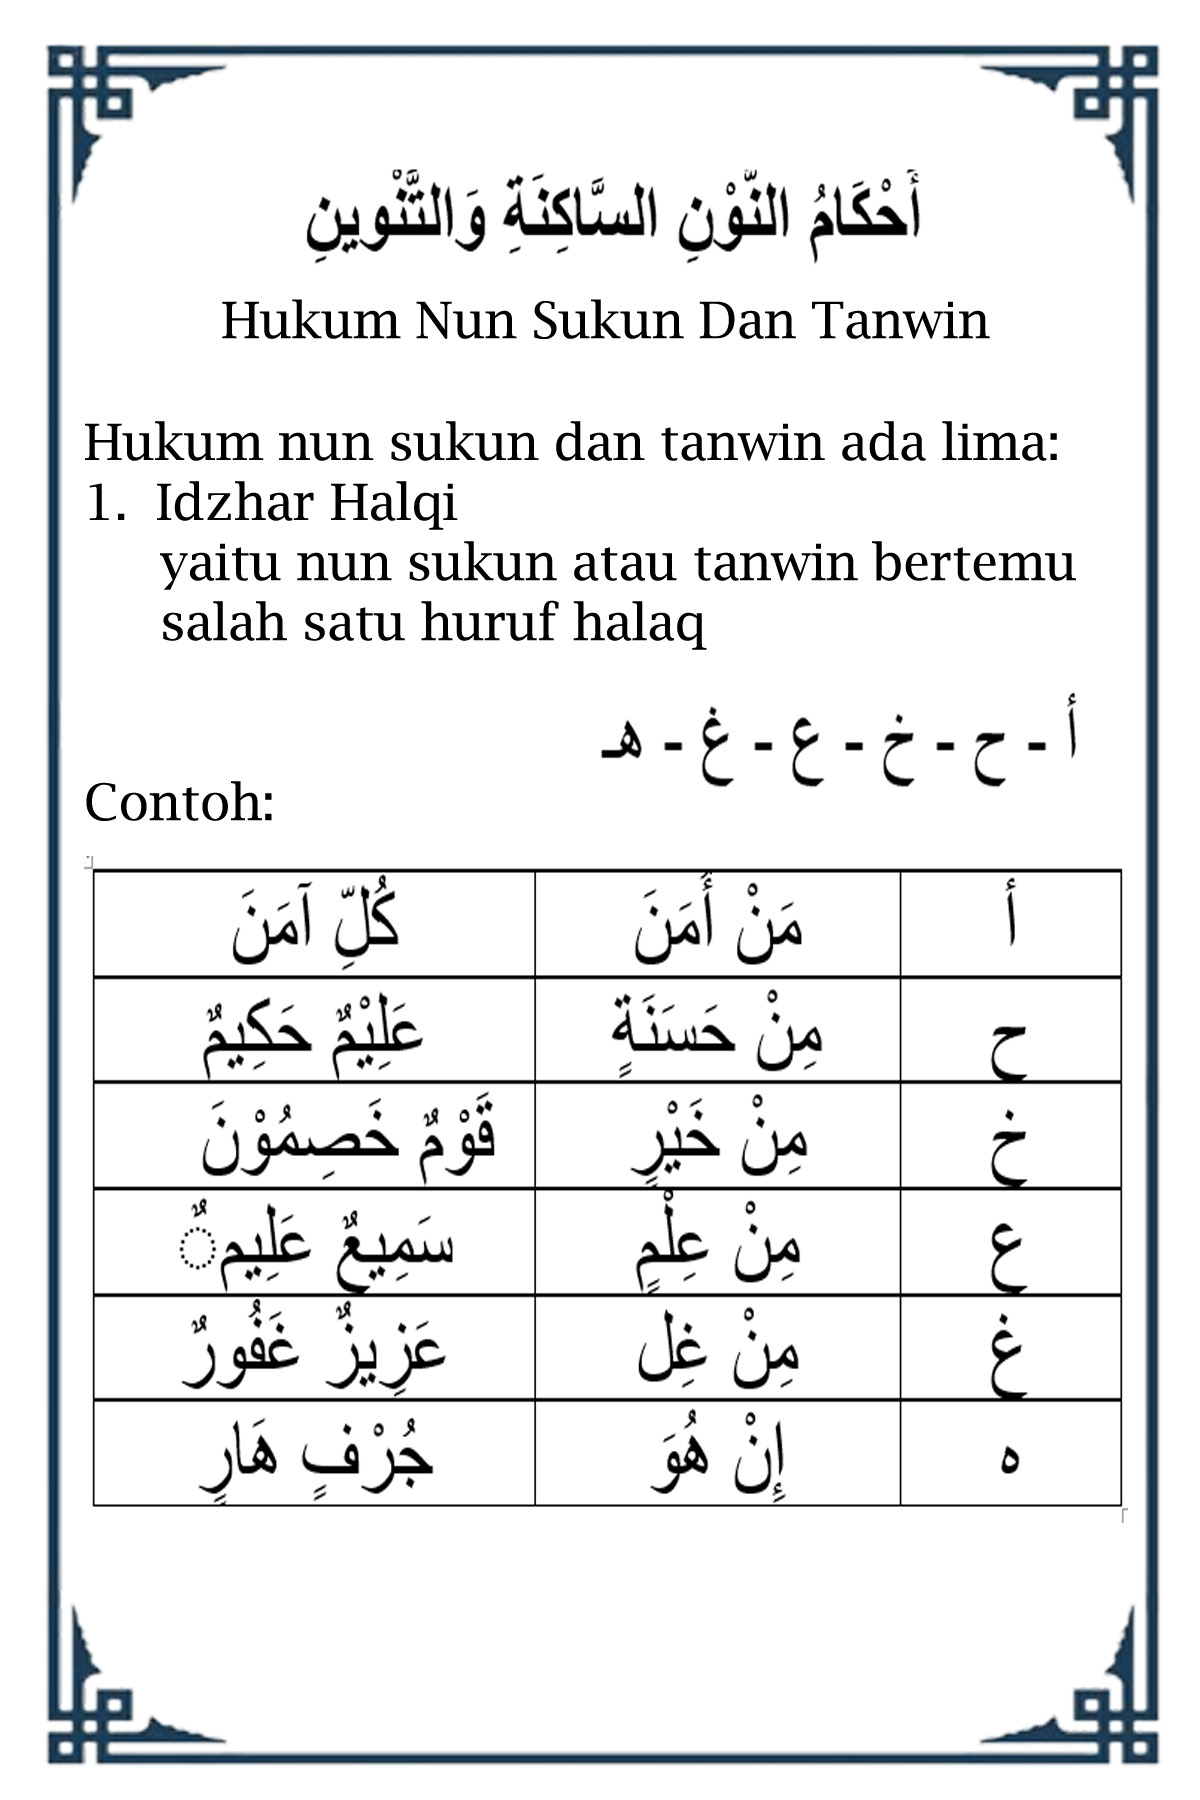 أَحْكَامُ النّوْنِ السَّاكِنَةِ وَالتَّنْوينِ
Hukum Nun Sukun Dan Tanwin
Hukum nun sukun dan tanwin ada lima:
1. Idzhar Halqi
yaitu nun sukun atau tanwin bertemu
salah satu huruf halaq
أ - ح - خ - ع - غ - هـ
Contoh:
أ مَنْ أَمَنَ كُلِّ آمَنَ
ح مِنْ حَسَنَةٍ عَلِيْمٌ حَكِيمٌ
خ مِنْ خَيْرٍ قَوْمٌ خَصِمُوْنَ
ع مِنْ عِلْمٍ سَمِيعٌ عَلِيم ٌ
غ مِنْ غِل عَزِيزٌ غَفُورٌ
ه إِنْ هُوَ جُرْفٍ هَارٍ